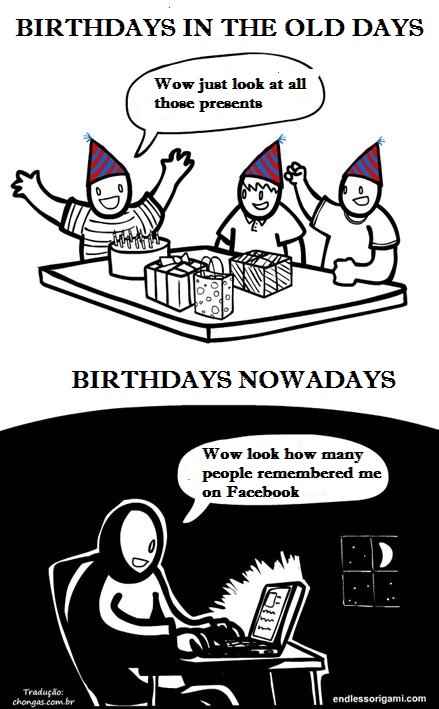 BIRTHDAYS IN THE OLD DAYS
Wow just look at all
those presents
BIRTHDAYS NOWADAYS
Wow look how many
people remembered me
on Facebook
Tradução:
chongas.com.br
endlessorigami.com